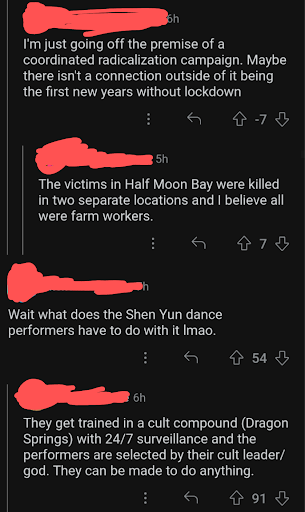 6h
I'm just going off the premise of a
coordinated radicalization campaign. Maybe
there isn't a connection outside of it being
the first new years without lockdown
-7
5h
The victims in Half Moon Bay were killed
in two separate locations and I believe all
were farm workers.
7
h
Wait what does the Shen Yun dance
performers have to do with it lmao.
54
6h
They get trained in a cult compound (Dragon
Springs) with 24/7 surveillance and the
performers are selected by their cult leader/
god. They can be made to do anything.
91